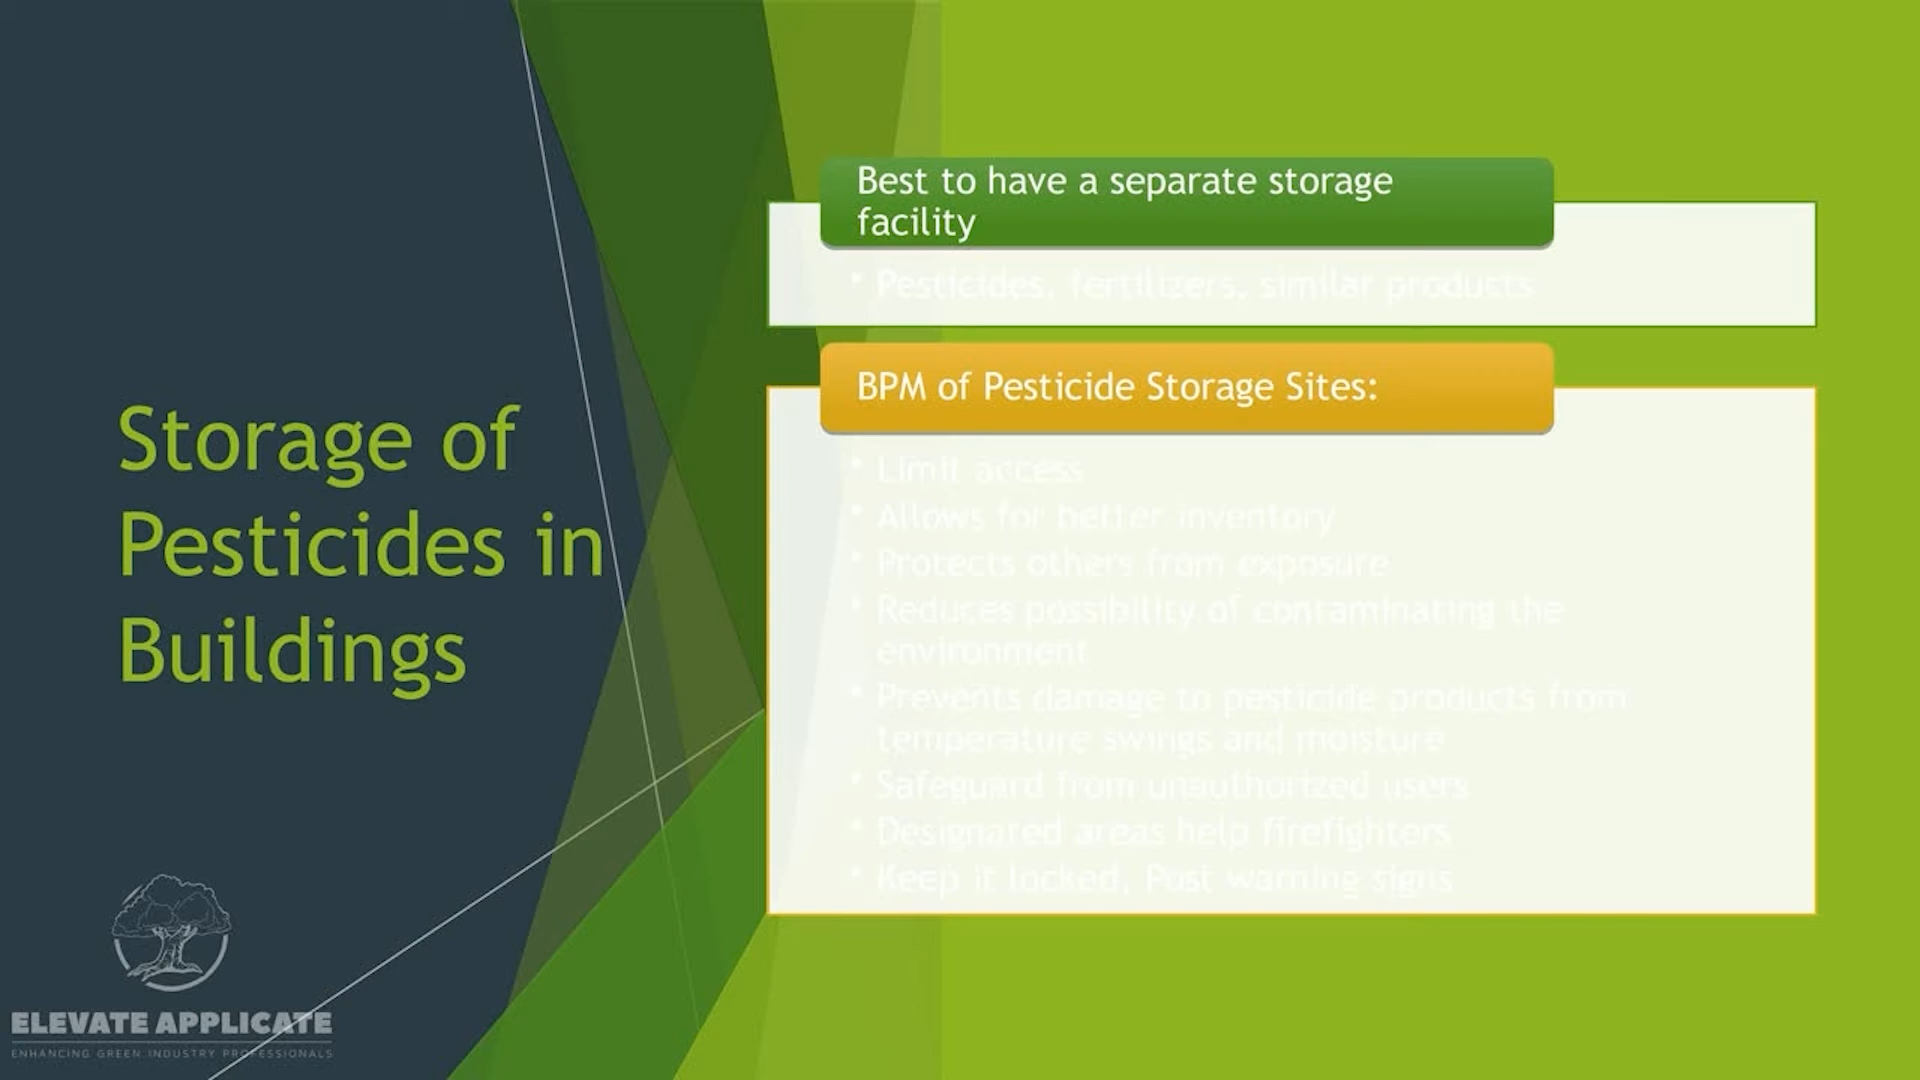 Storage of
Pesticides in
Buildings
Best to have a separate storage
facility
• Pesticides, fertilizers, similar products
BPM of Pesticide Storage Sites:
• Limit access
• Allows for better inventory
• Protects others from exposure
• Reduces possibility of contaminating the
environment
• Prevents damage to pesticide products from
temperature swings and moisture
• Safeguard from unauthorized users
• Designated areas help firefighters
• Keep it locked, Post warning signs
ELEVATE APPLICATE
ENHANCING GREEN INDUSTRY PROFESSIONALS